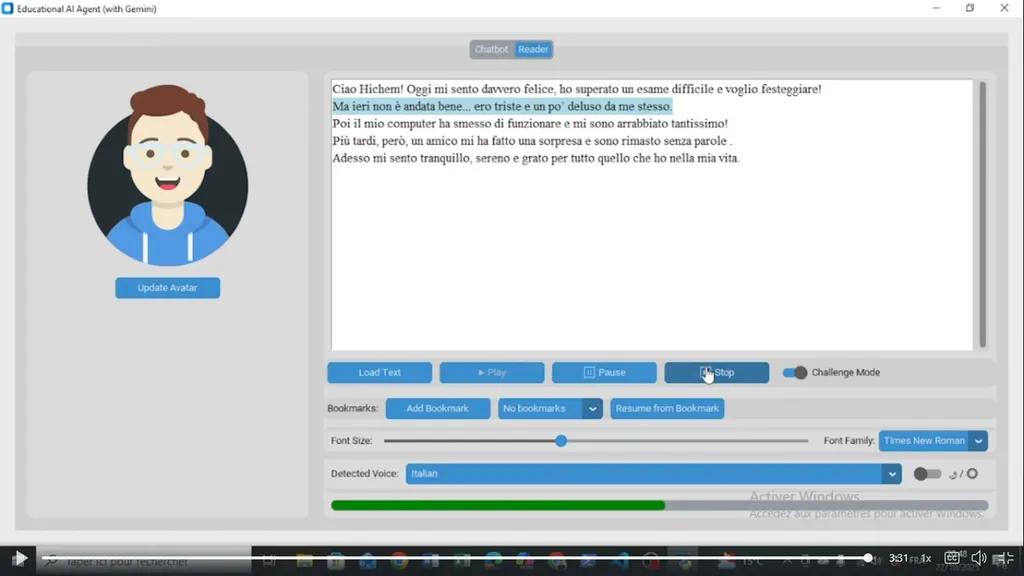 Educational AI Agent (with Gemini)
Chatbot Reader
Ciao Hichem! Oggi mi sento davvero felice, ho superato un esame difficile e voglio festeggiare!
Ma ieri non è andata bene... ero triste e un po' deluso da me stesso.
Poi il mio computer ha smesso di funzionare e mi sono arrabbiato tantissimo!
Più tardi, però, un amico mi ha fatto una sorpresa e sono rimasto senza parole .
Adesso mi sento tranquillo, sereno e grato per tutto quello che ho nella mia vita.
Update Avatar
Load Text Play Pause Stop Challenge Mode
Bookmarks: Add Bookmark No bookmarks Resume from Bookmark
Font Size: Font Family: Times New Roman
Detected Voice: Italian
Activer Windows
Accédez aux paramètres pour activer Windows.
Taper ici pour rechercher
3:31 1x